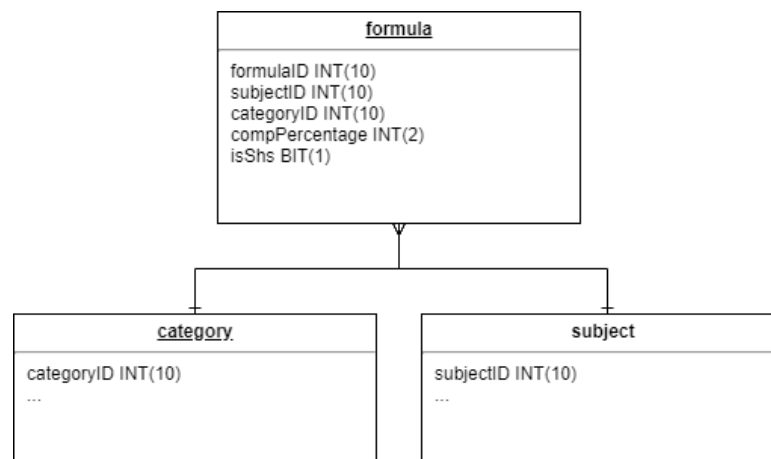 formula
formulaID INT(10)
subjectID INT(10)
categoryID INT(10)
compPercentage INT(2)
isShs BIT(1)
category
categoryID INT(10)
...
subject
subjectID INT(10)
...